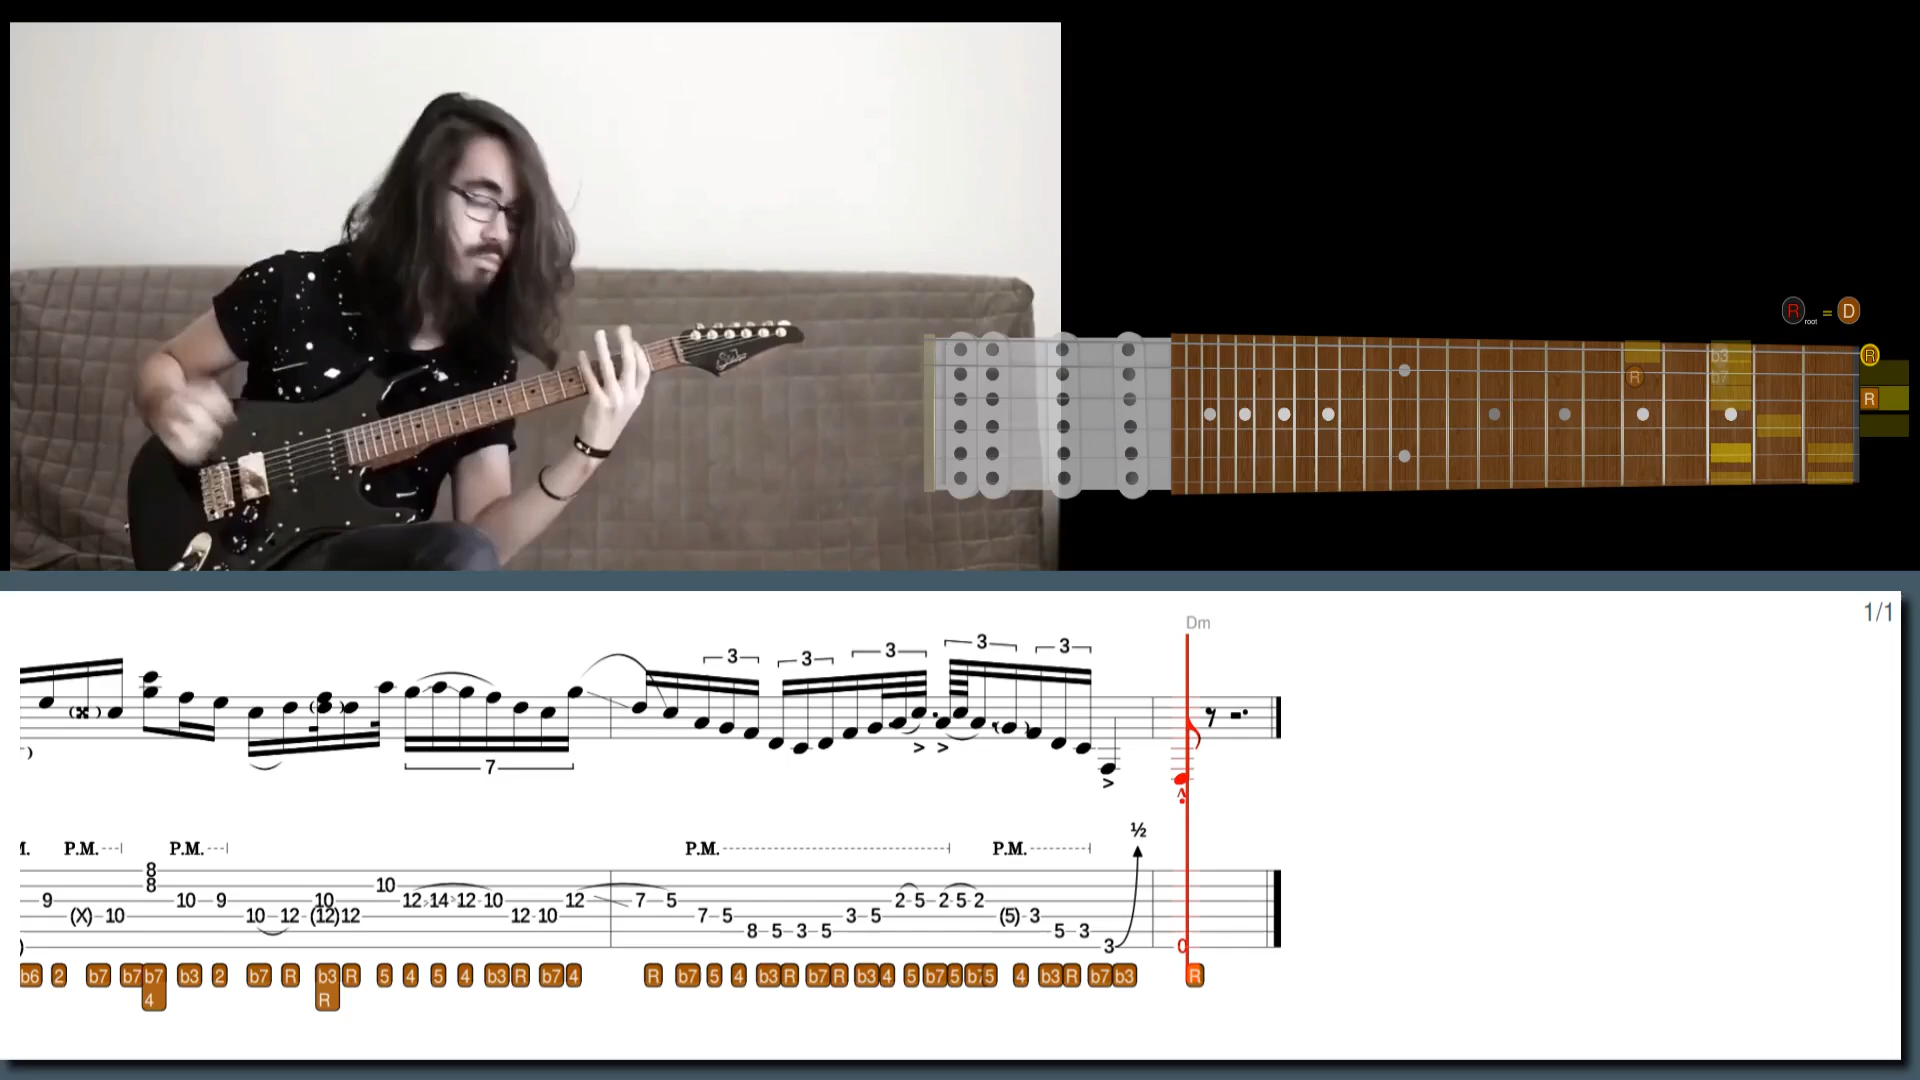 R root = D
b3
R
R b7
R
1/1
Dm
3 3 3 3 3
7
½
M. P.M. P.M. P.M. P.M.
8
8
10
9 10 9 10 12 14 12 10 12 7 5 2 5 2 5 2
(X) 10 10 12 (12) 12 12 10 7 5 3 5 (5) 3
8 5 3 5 5 3
) 3 0
b6 2 b7 b7 b7 b3 2 b7 R b3 R 5 4 5 4 b3 R b7 4 R b7 5 4 b3 R b7 R b3 4 5 b7 5 b7 5 4 b3 R b7 b3 R
4 R